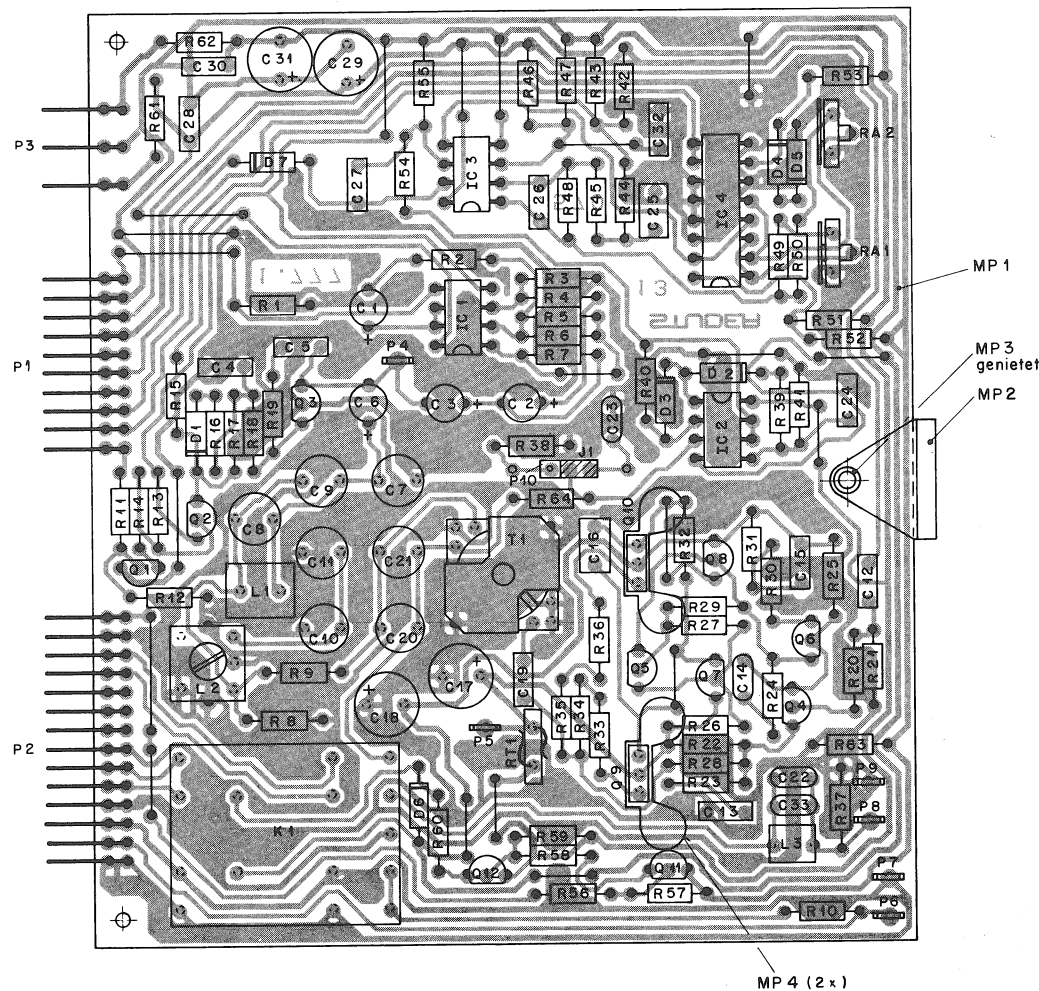 R62
C30
C31
+
C29
+
R55
R46
R47
R43
R42
R53
R61
C28
C32
RA2
P3
D7
C27
R54
IC3
C26
R48
R45
R44
C25
IC4
D4
D5
R49
R50
RA1
MP1
1.777
R2
R1
C1
+
IC1
R3
R4
R5
R6
R7
13
STUDER
R51
R52
MP3
genietet
MP2
P1
C5
C4
P4
R15
Q3
C6
+
C3
+
C2
+
R40
D3
D2
C23
R39
R41
C24
D1
R16
R17
R18
R19
IC2
R38
J1
P10
R64
R11
R14
R13
Q2
C9
C7
C8
Q10
T1
C16
R32
Q8
R31
R30
C15
R25
C12
C11
C21
Q1
R12
L1
R29
R27
C10
C20
R36
Q6
L2
R9
C17
+
C19
Q5
Q7
C14
R24
Q4
R20
R21
R8
C18
+
P5
RT1
R35
R34
R33
R26
R22
R28
R23
R63
P2
K1
D6
R60
Q9
C13
C22
C33
L3
R37
P9
P8
R59
R58
Q12
Q11
R56
R57
P7
P6
R10
MP4 (2x)